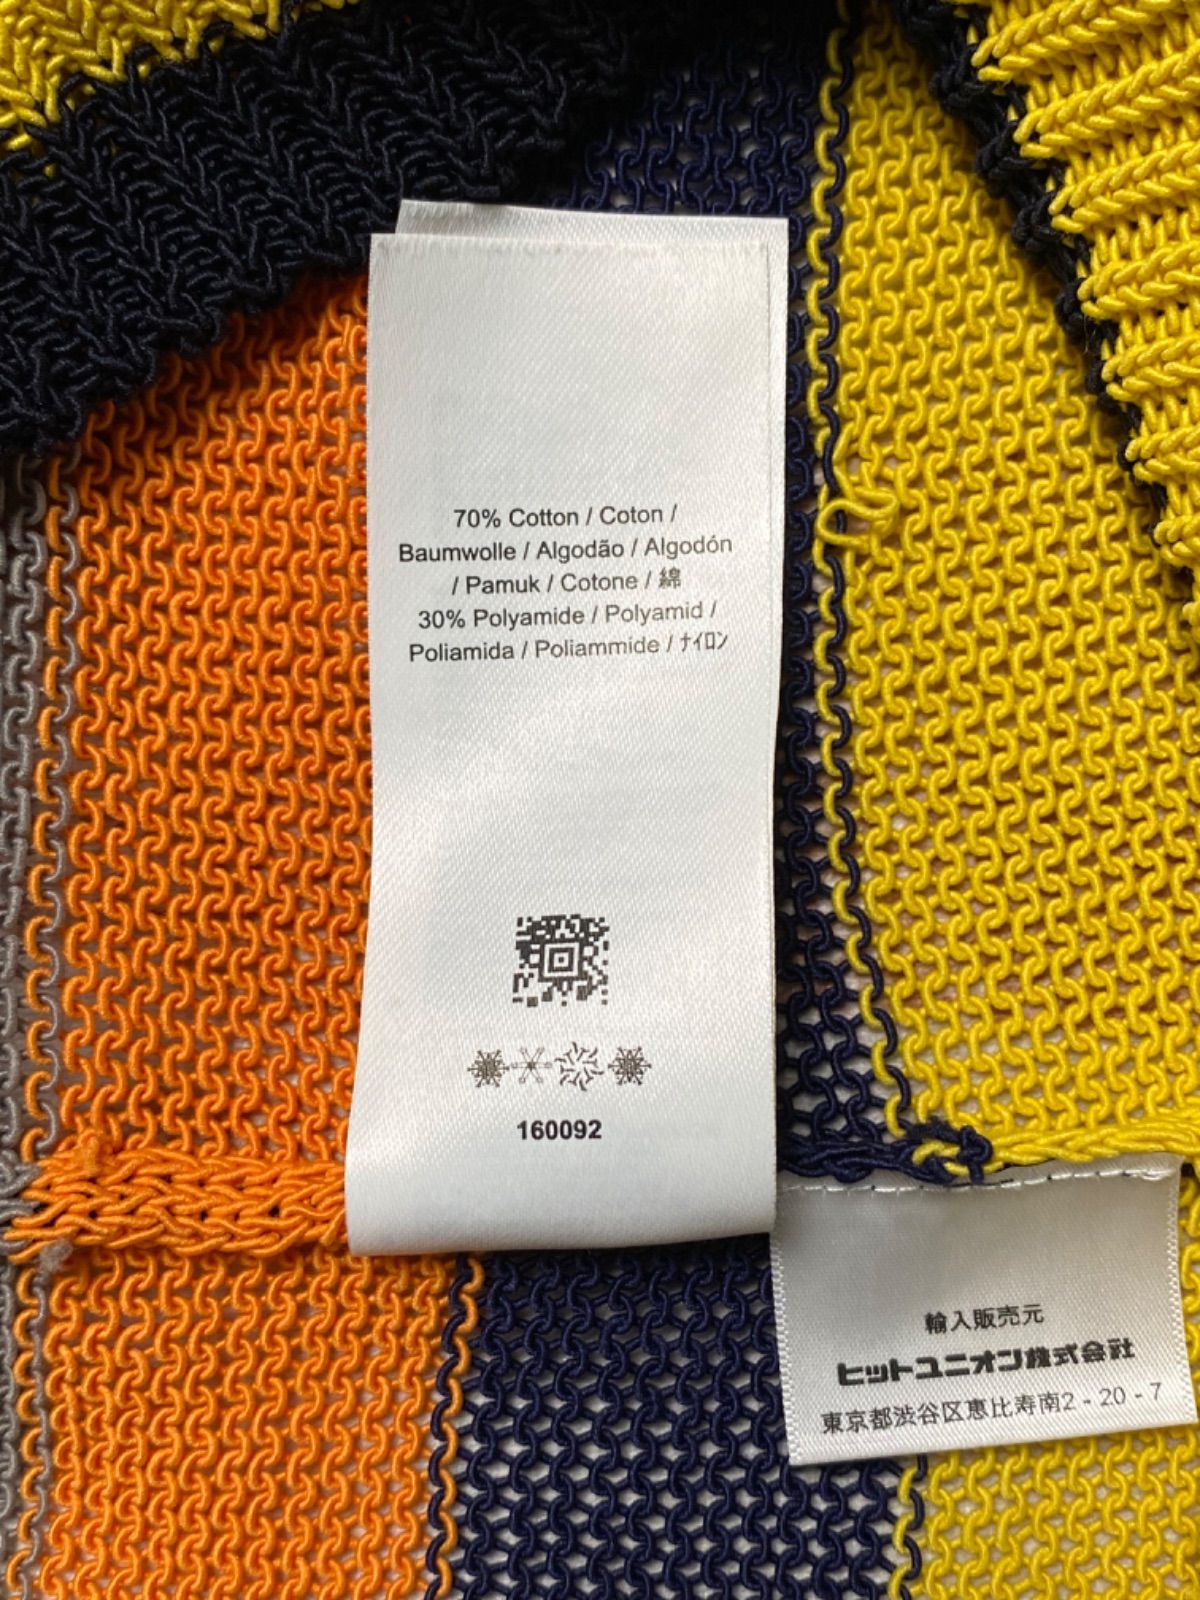 70% Cotton / Coton /
Baumwolle / Algodão / Algodón
/ Pamuk / Cotone / 綿
30% Polyamide / Polyamid /
Poliamida / Poliammide / ナイロン
160092
輸入販売元
ヒットユニオン株式会社
東京都渋谷区恵比寿南2-20-7